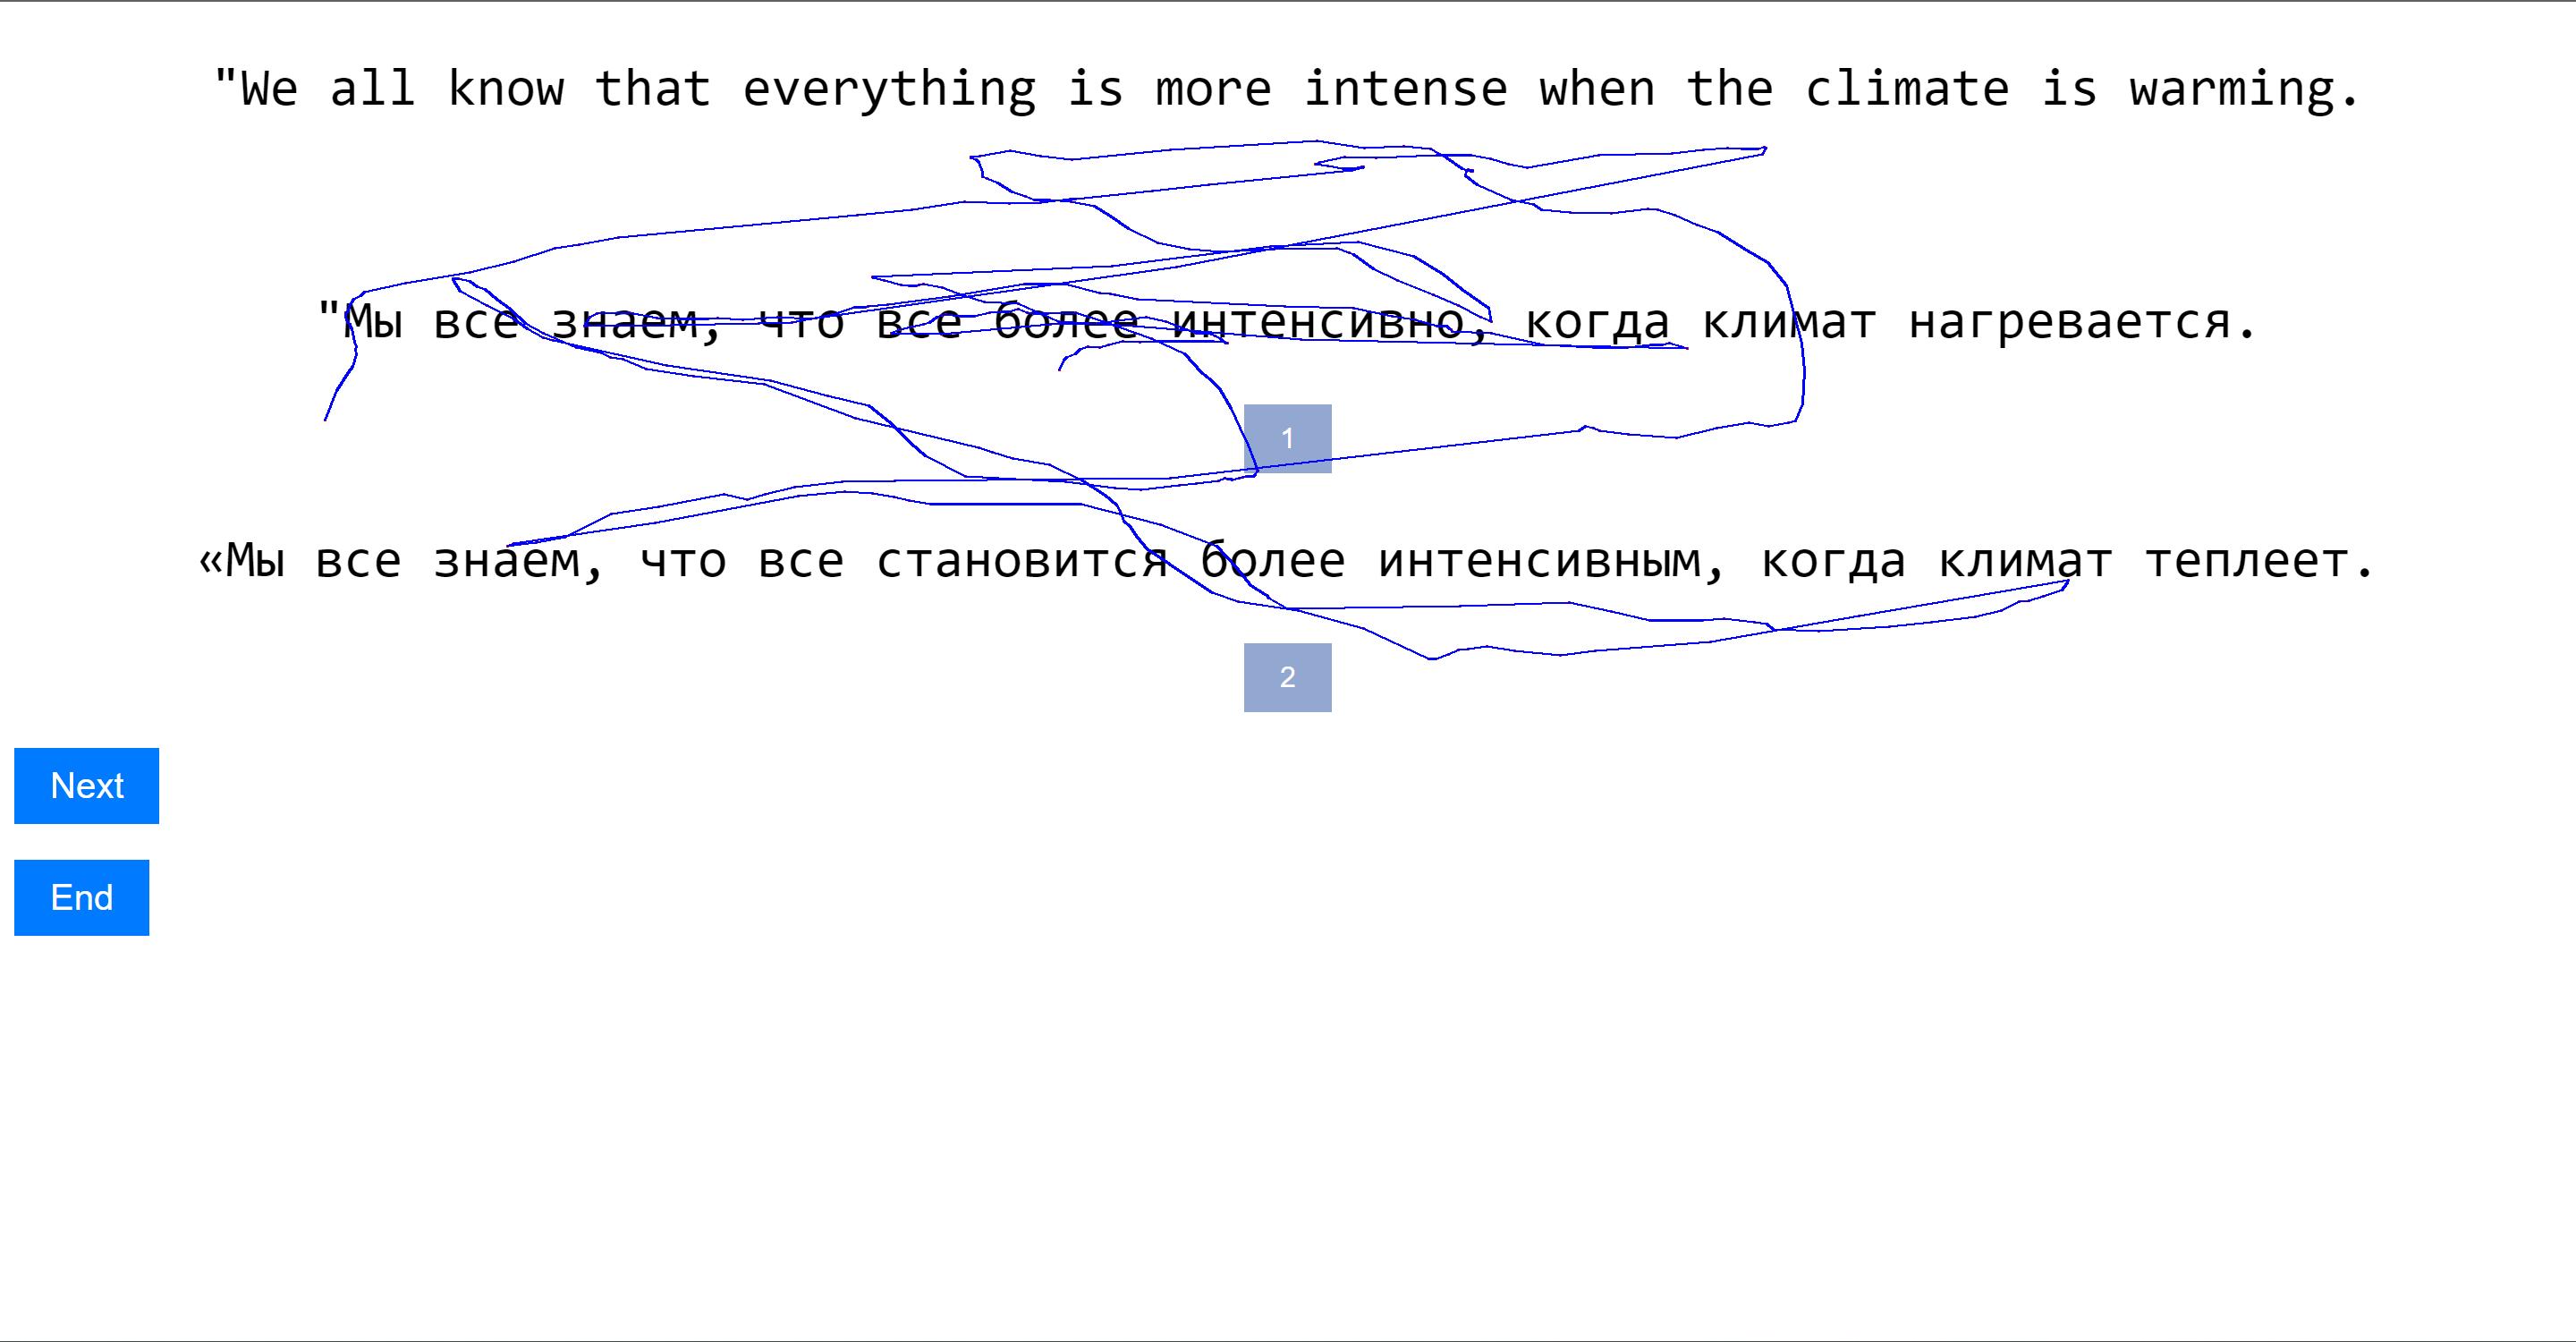 "We all know that everything is more intense when the climate is warming.
"Мы все знаем, что все более интенсивно, когда климат нагревается.
1
«Мы все знаем, что все становится более интенсивным, когда климат теплеет.
2
Next
End